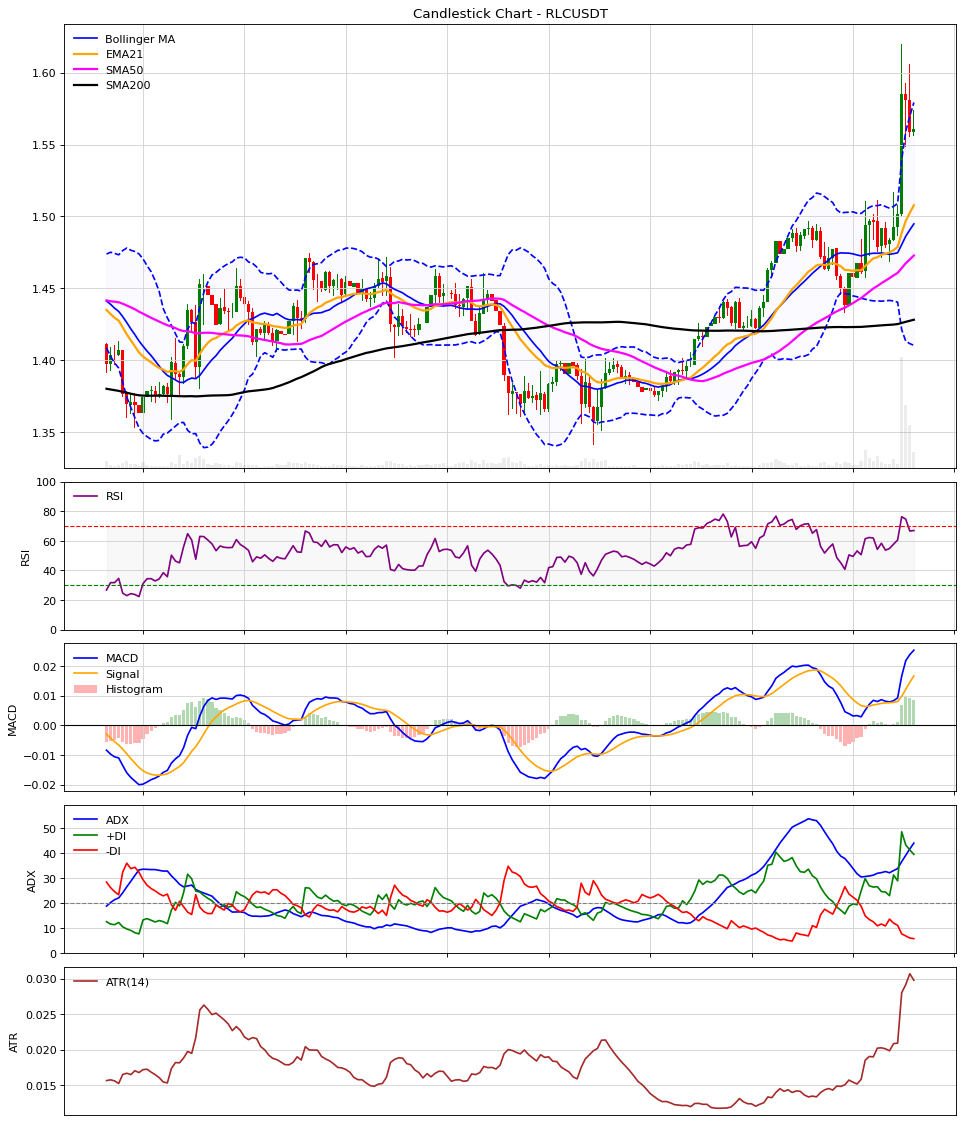 Candlestick Chart - RLCUSDT
Bollinger MA
EMA21
SMA50
SMA200
1.60
1.55
1.50
1.45
1.40
1.35
RSI
100
80
60
40
20
0
RSI
MACD
Signal
Histogram
0.02
0.01
0.00
−0.01
−0.02
MACD
ADX
+DI
-DI
50
40
30
20
10
0
ADX
ATR(14)
0.030
0.025
0.020
0.015
ATR